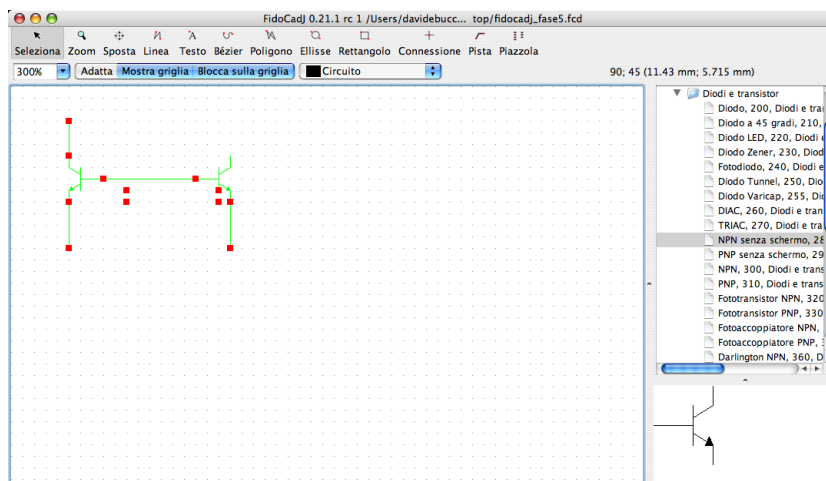 FidoCadJ 0.21.1 rc 1 /Users/davidebucc... top/fidocadj_fase5.fcd
Seleziona Zoom Sposta Linea Testo Bézier Poligono Ellisse Rettangolo Connessione Pista Piazzola
300% Adatta Mostra griglia Blocca sulla griglia Circuito 90; 45 (11.43 mm; 5.715 mm)
Diodi e transistor
Diodo, 200, Diodi e tra
Diodo a 45 gradi, 210,
Diodo LED, 220, Diodi
Diodo Zener, 230, Diod
Fotodiodo, 240, Diodi e
Diodo Tunnel, 250, Dio
Diodo Varicap, 255, Dio
DIAC, 260, Diodi e tran
TRIAC, 270, Diodi e tra
NPN senza schermo, 28
PNP senza schermo, 29
NPN, 300, Diodi e trans
PNP, 310, Diodi e trans
Fototransistor NPN, 320
Fototransistor PNP, 330
Fotoaccoppiatore NPN,
Fotoaccoppiatore PNP,
Darlington NPN, 360, D